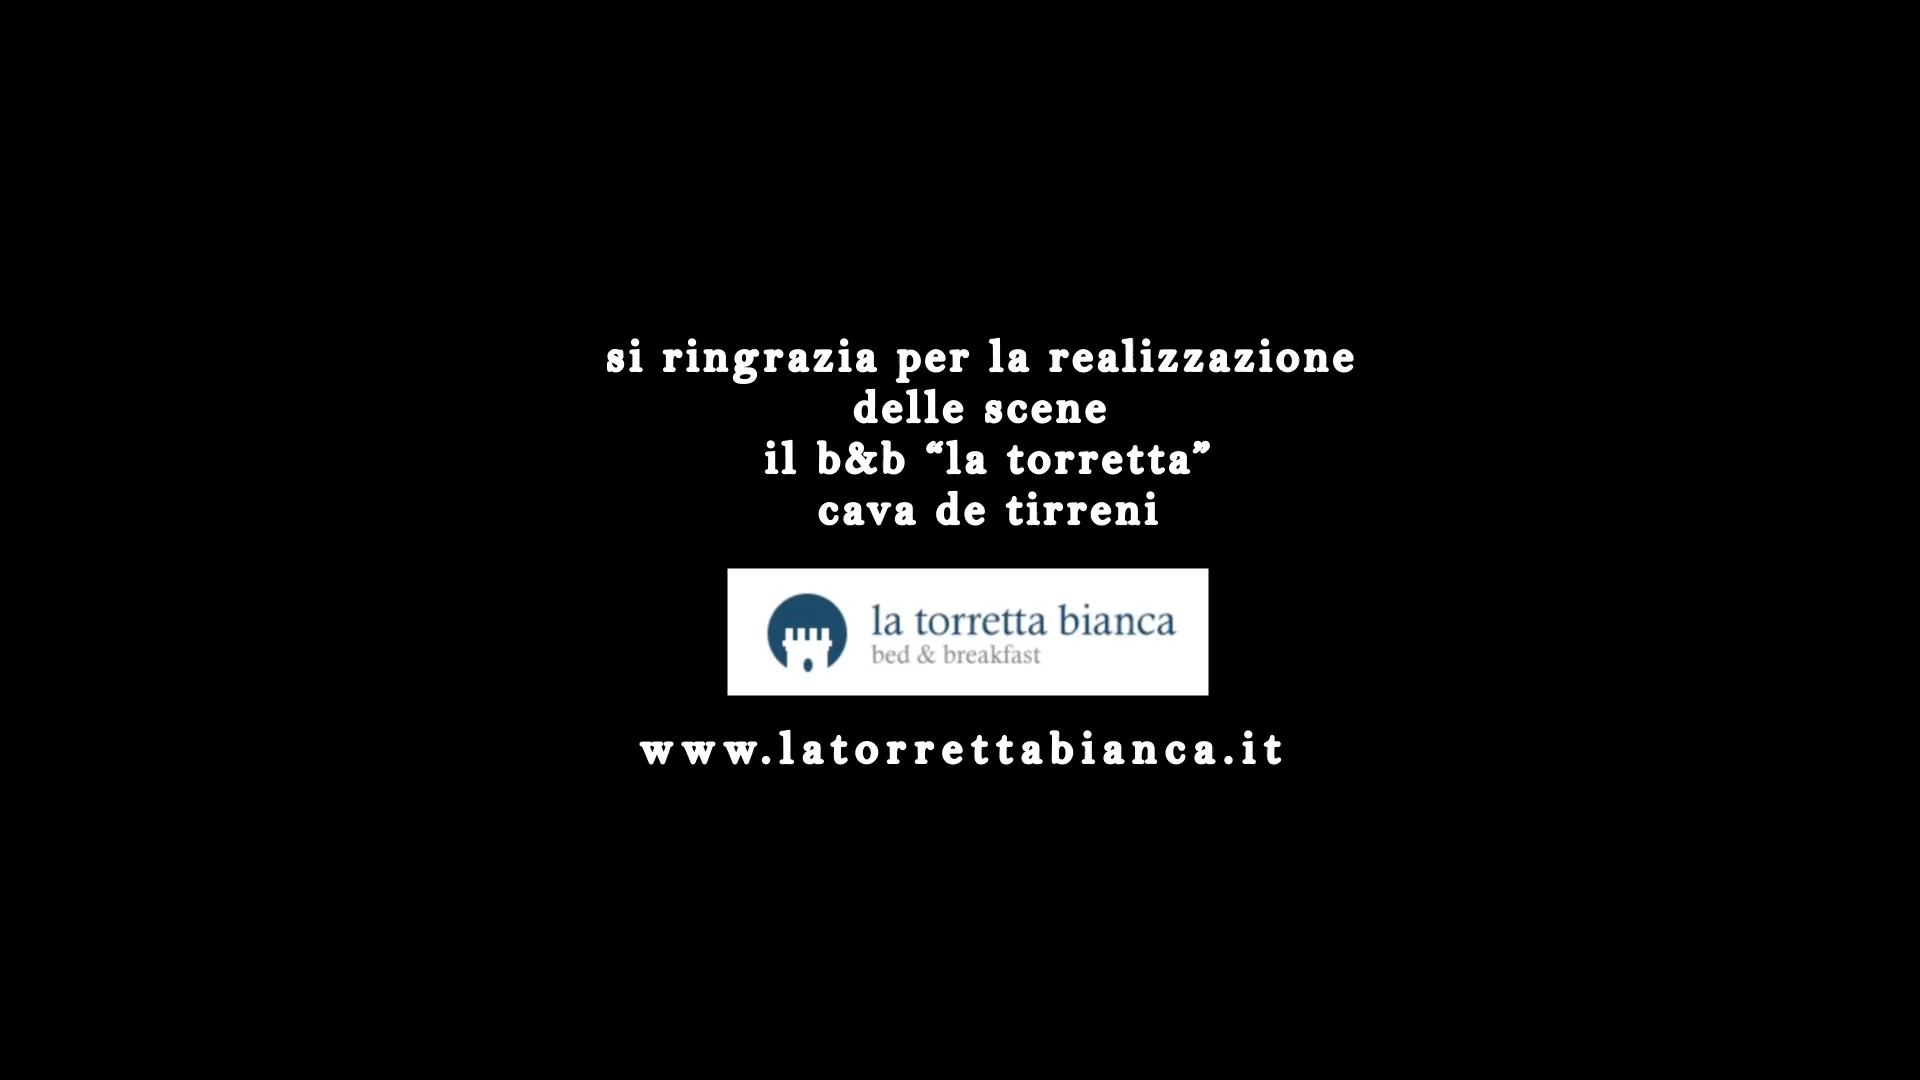 si ringrazia per la realizzazione
delle scene
il b&b “la torretta”
cava de tirreni
la torretta bianca
bed & breakfast
www.latorrettabianca.it